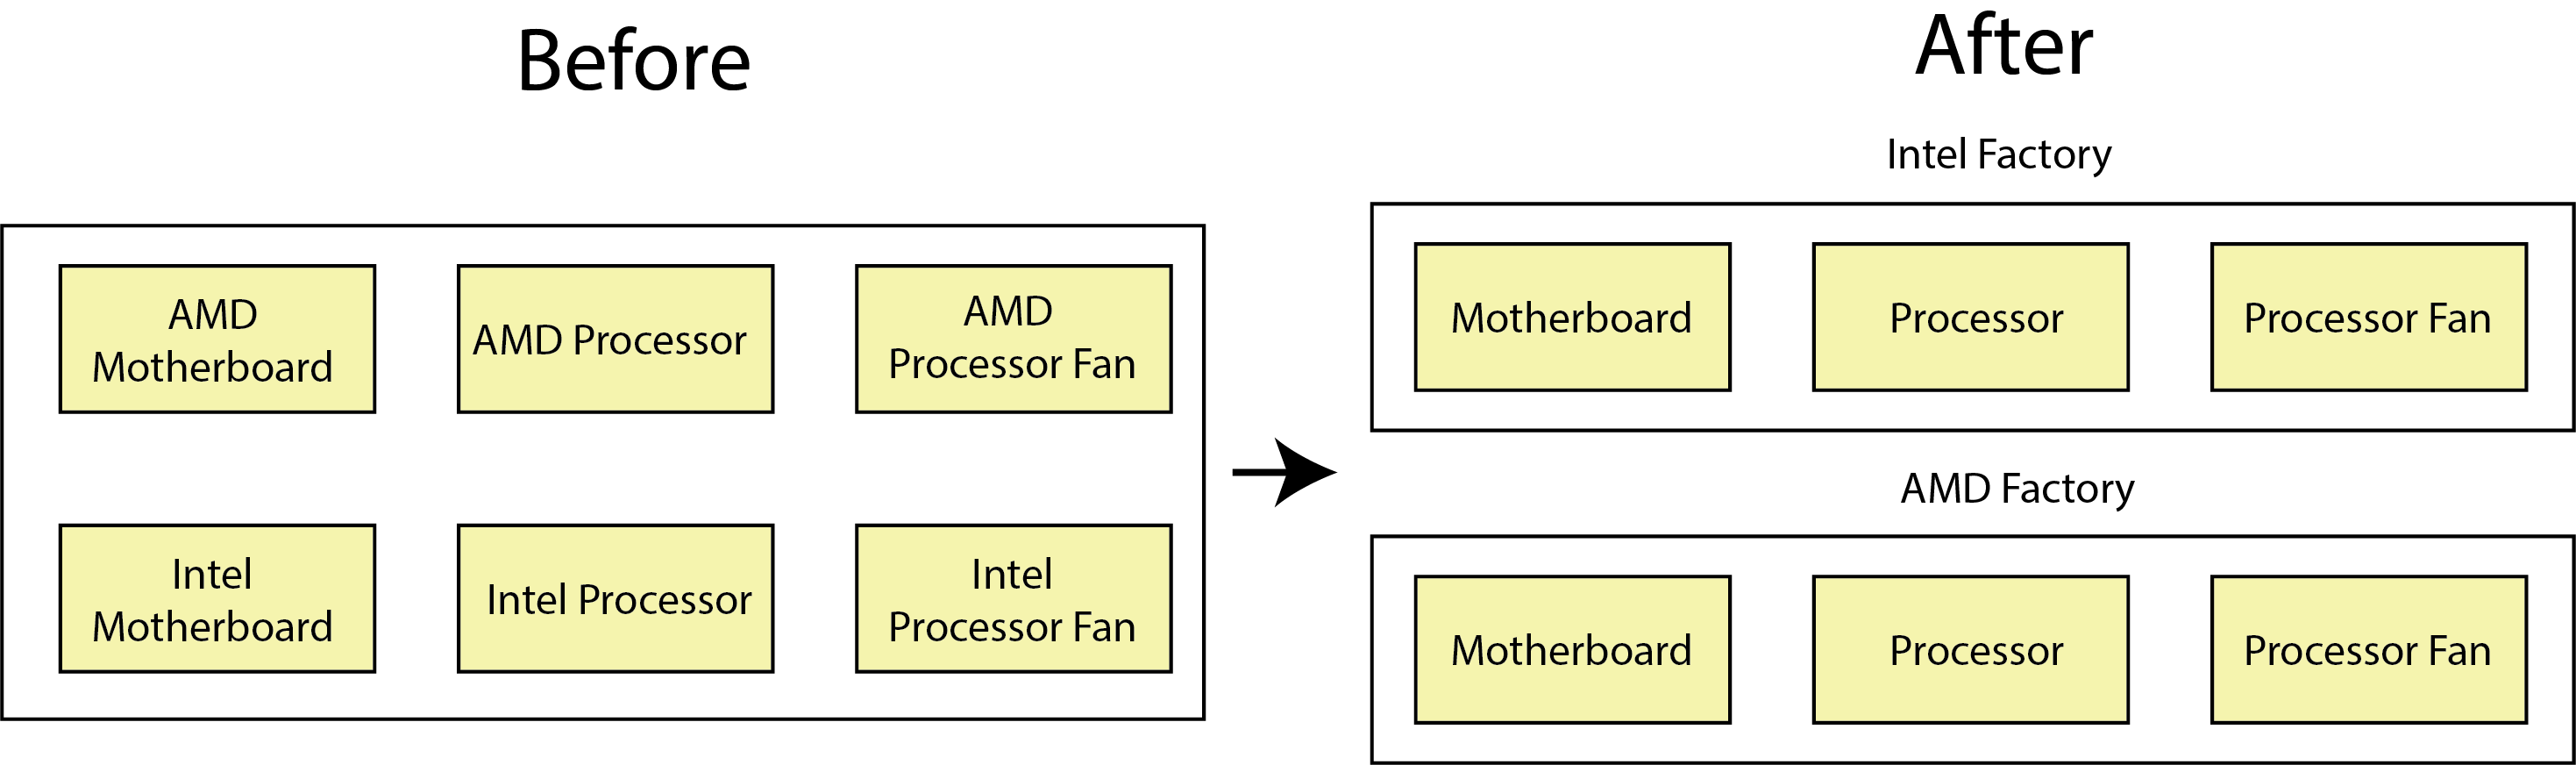 Before
After
Intel Factory
AMD
Motherboard
AMD Processor
AMD
Processor Fan
Intel
Motherboard
Intel Processor
Intel
Processor Fan
Motherboard
Processor
Processor Fan
AMD Factory
Motherboard
Processor
Processor Fan